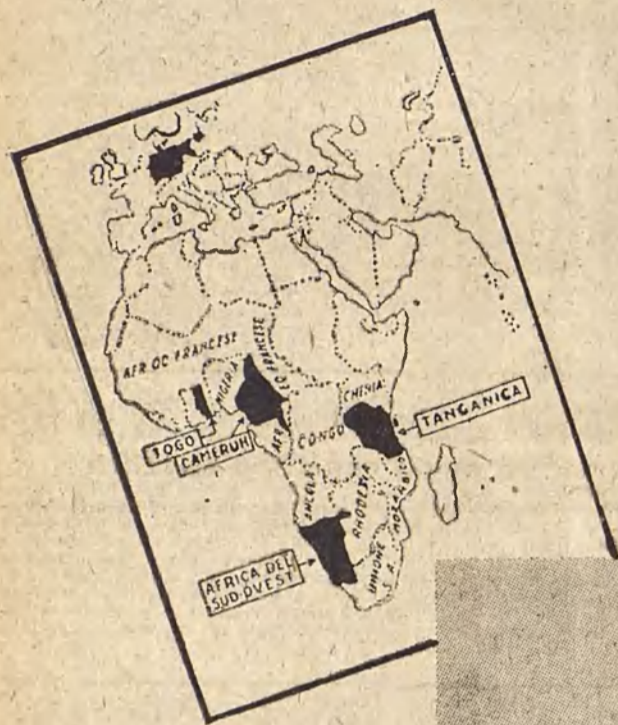 AFR. OC. FRANCESE
NIGERIA
AFR. EQ. FRANCESE
TOGO
CAMERUN
CONGO
CHENIA
TANGANICA
ANGOLA
RHODESIA
MOZAMBICO
UNIONE
S. A.
AFRICA DEL
SUD-OVEST